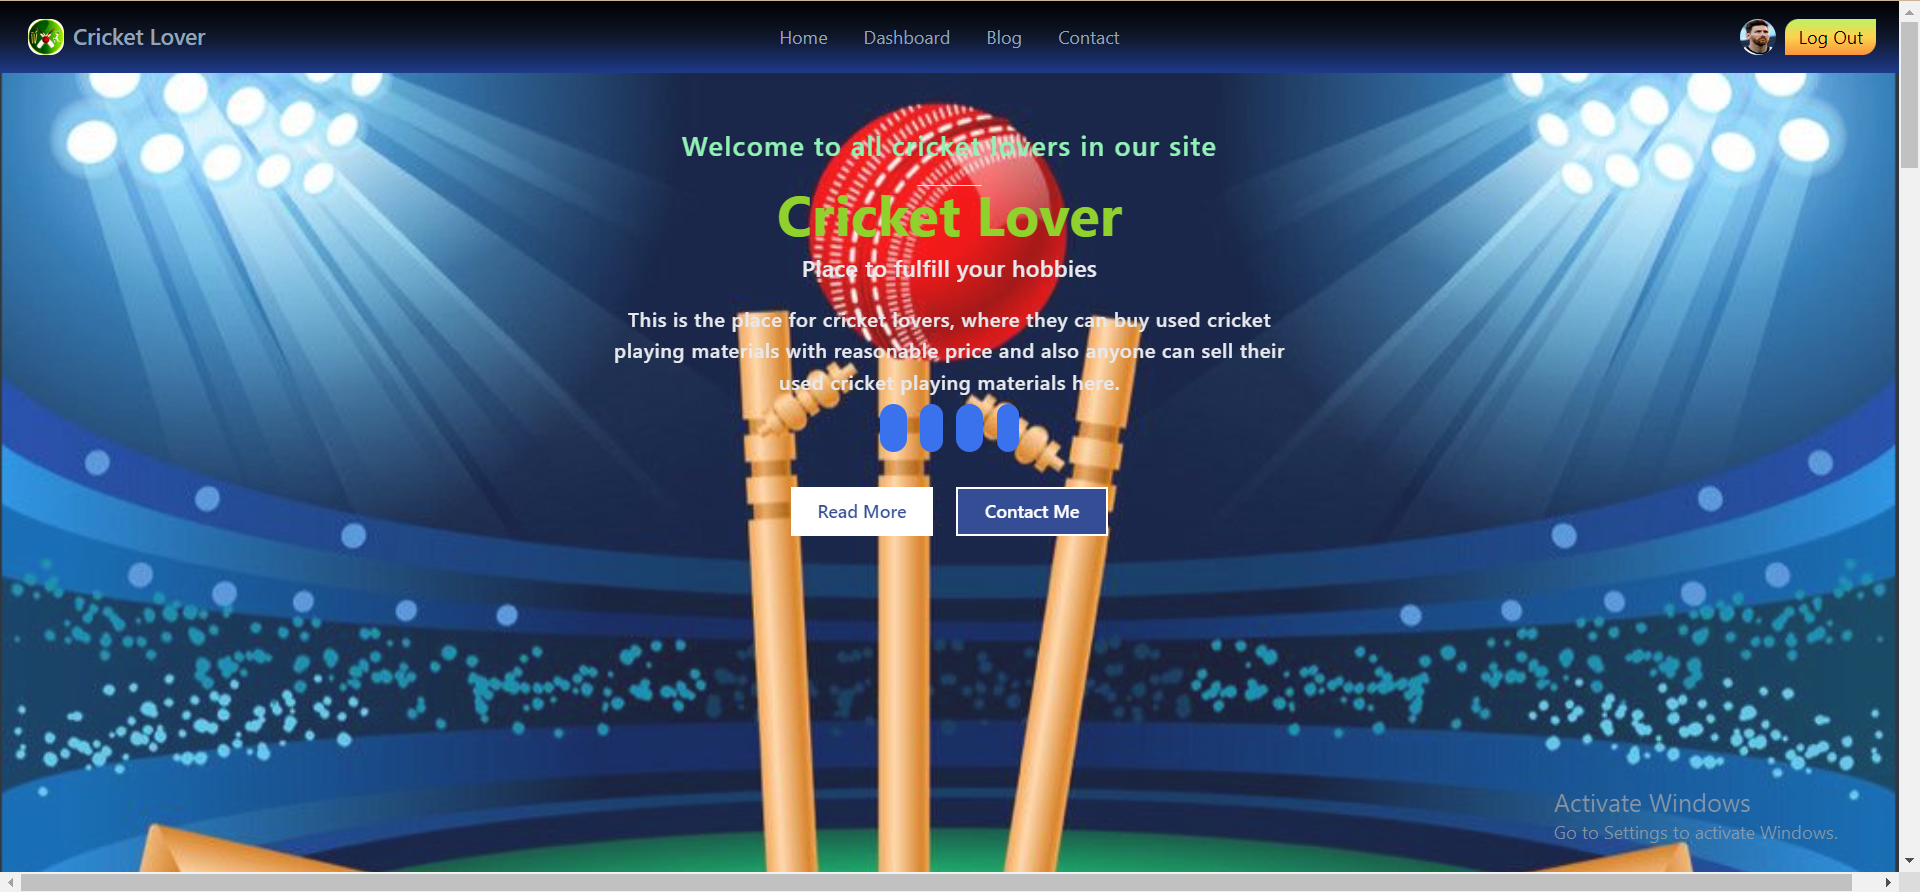 Cricket Lover
Home
Dashboard
Blog
Contact
Log Out
Welcome to all cricket lovers in our site
Cricket Lover
Place to fulfill your hobbies
This is the place for cricket lovers, where they can buy used cricket
playing materials with reasonable price and also anyone can sell their
used cricket playing materials here.
Read More
Contact Me
Activate Windows
Go to Settings to activate Windows.